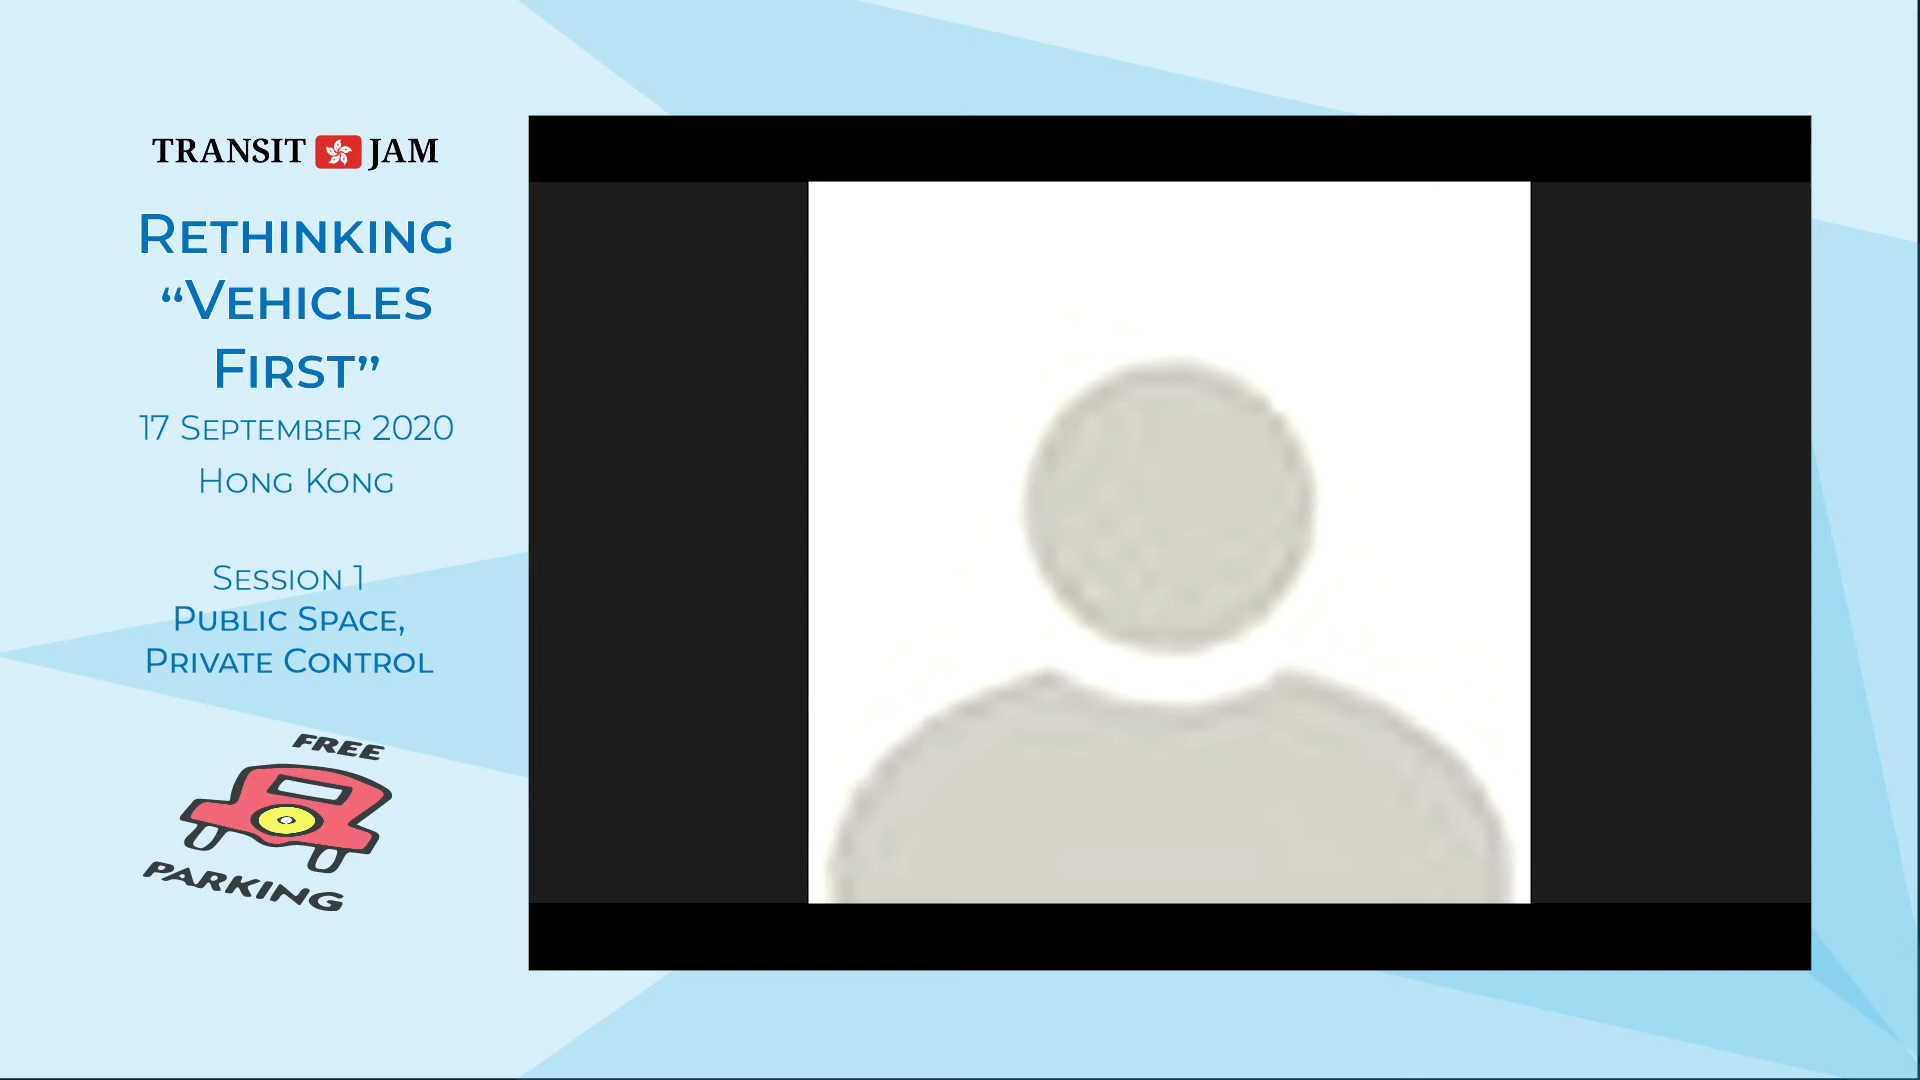 TRANSIT JAM
RETHINKING
“VEHICLES
FIRST”
17 SEPTEMBER 2020
HONG KONG
SESSION 1
PUBLIC SPACE,
PRIVATE CONTROL
FREE
PARKING